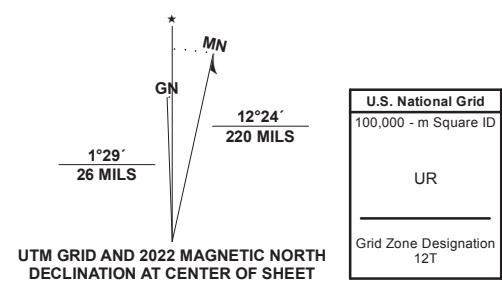 ★
MN
GN
12°24´
220 MILS
1°29´
26 MILS
UTM GRID AND 2022 MAGNETIC NORTH
DECLINATION AT CENTER OF SHEET
U.S. National Grid
100,000 - m Square ID
UR
Grid Zone Designation
12T